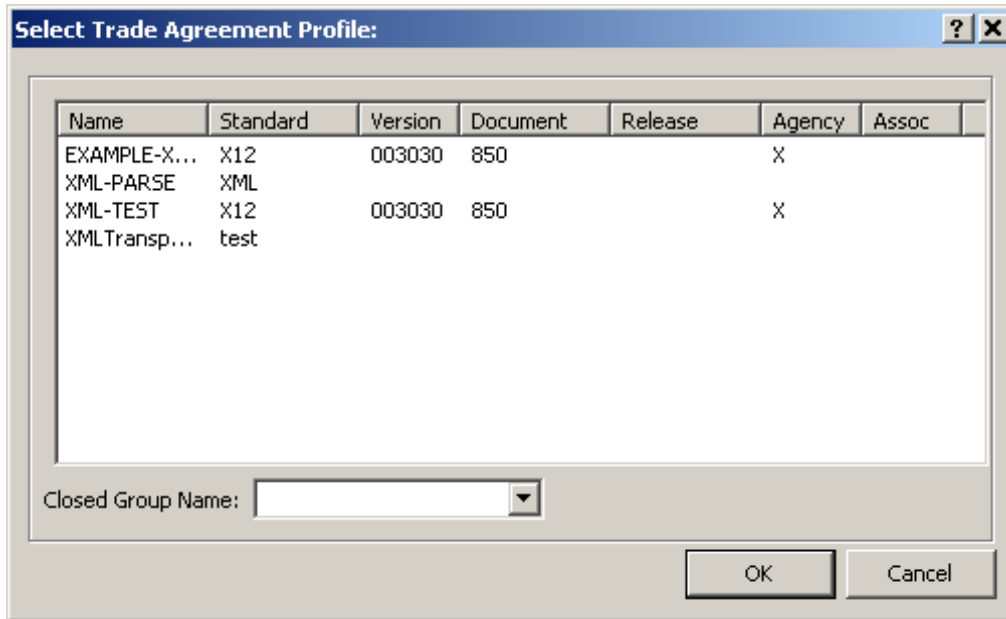 Select Trade Agreement Profile:
Name Standard Version Document Release Agency Assoc
EXAMPLE-X... X12 003030 850 X
XML-PARSE XML
XML-TEST X12 003030 850 X
XMLTransp... test
Closed Group Name:
OK Cancel